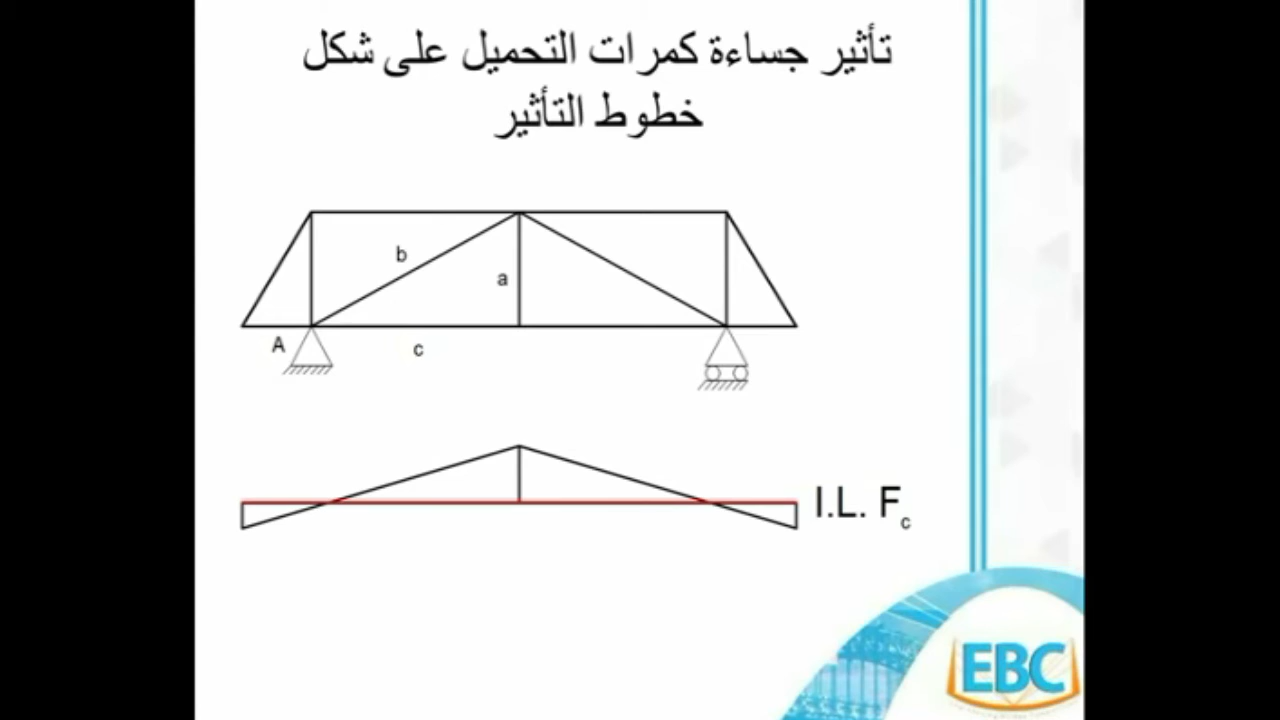 تأثير جساءة كمرات التحميل على شكل
خطوط التأثير
b
a
A
c
I.L. Fc
EBC